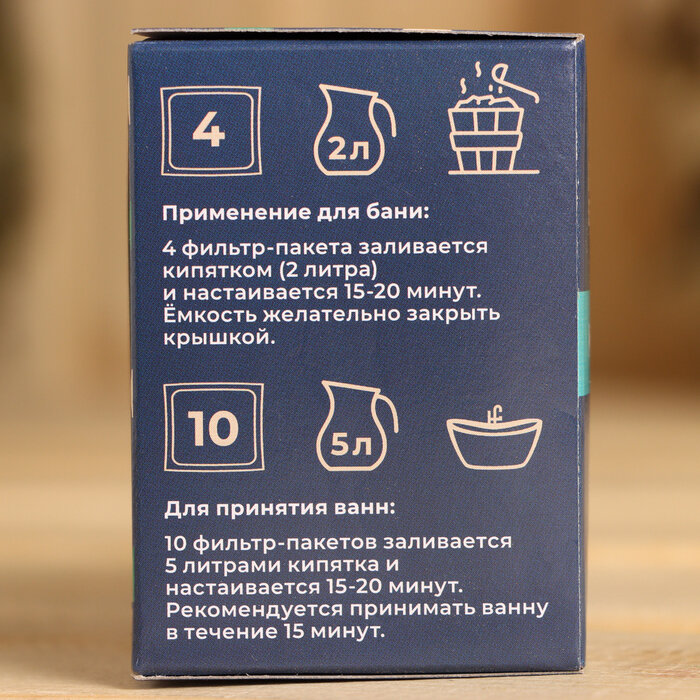 4
2л
Применение для бани:
4 фильтр-пакета заливается
кипятком (2 литра)
и настаивается 15-20 минут.
Ёмкость желательно закрыть
крышкой.
10
5л
Для принятия ванн:
10 фильтр-пакетов заливается
5 литрами кипятка и
настаивается 15-20 минут.
Рекомендуется принимать ванну
в течение 15 минут.